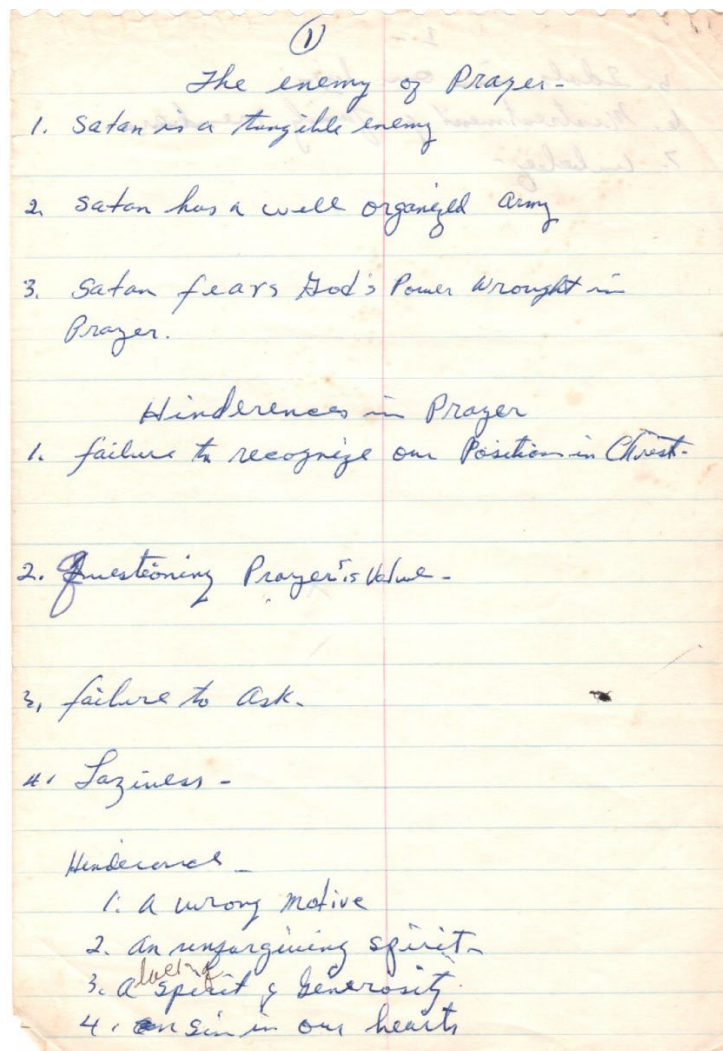 1
The enemy of Prayer-
1. Satan is a tangible enemy
2. Satan has a well organized army
3. Satan fears God's Power Wrought in
Prayer.
Hinderences in Prayer
1. failure to recognize our Position in Christ.
2. Questioning Prayer's Value -
3. failure to Ask.
4. Laziness -
Hinderences -
1. A wrong Motive
2. An unforgiving spirit-
lack of
3. A spirit of Generosity.
4. sin in our hearts